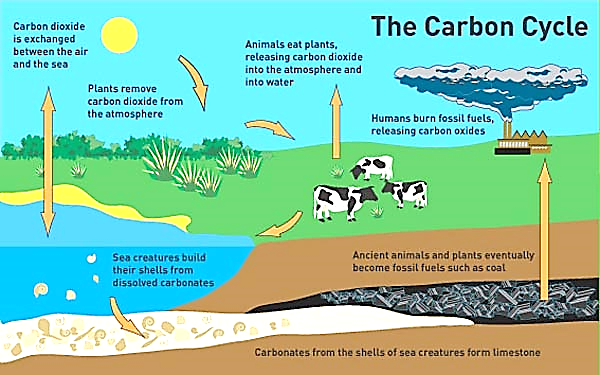 The Carbon Cycle
Carbon dioxide
is exchanged
between the air
and the sea
Plants remove
carbon dioxide from
the atmosphere
Animals eat plants,
releasing carbon dioxide
into the atmosphere and
into water
Humans burn fossil fuels,
releasing carbon oxides
Sea creatures build
their shells from
dissolved carbonates
Ancient animals and plants eventually
become fossil fuels such as coal
Carbonates from the shells of sea creatures form limestone